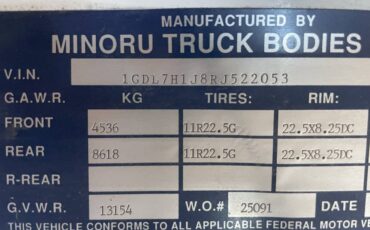 MANUFACTURED BY
MINORU TRUCK BODIES
V.I.N. 1GDL7H1J8RJ522053
G.A.W.R. KG TIRES: RIM:
FRONT 4536 11R22.5G 22.5X8.25DC
REAR 8618 11R22.5G 22.5X8.25DC
R-REAR
G.V.W.R. 13154 W.O.# 25091 DATE
THIS VEHICLE CONFORMS TO ALL APPLICABLE FEDERAL MOTOR VE